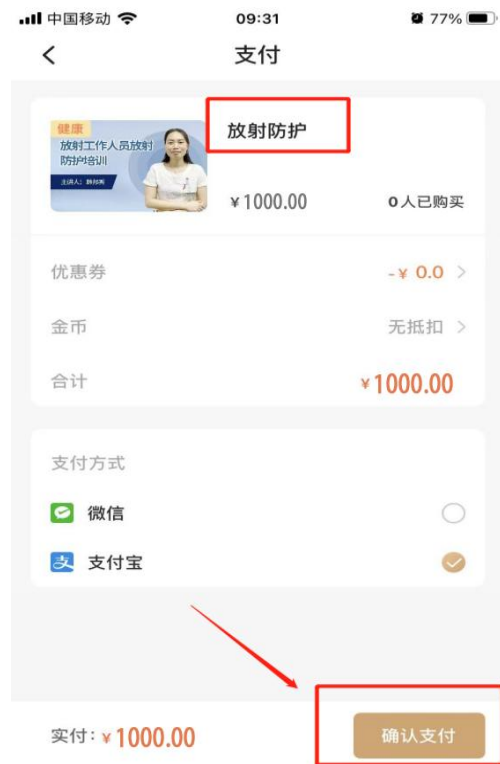 中国移动 09:31 77%
支付
健康
放射工作人员放射
防护培训
放射防护
¥1000.00 0人已购买
优惠券 -¥ 0.0
金币 无抵扣
合计 ¥1000.00
支付方式
微信
支付宝
实付: ¥1000.00 确认支付